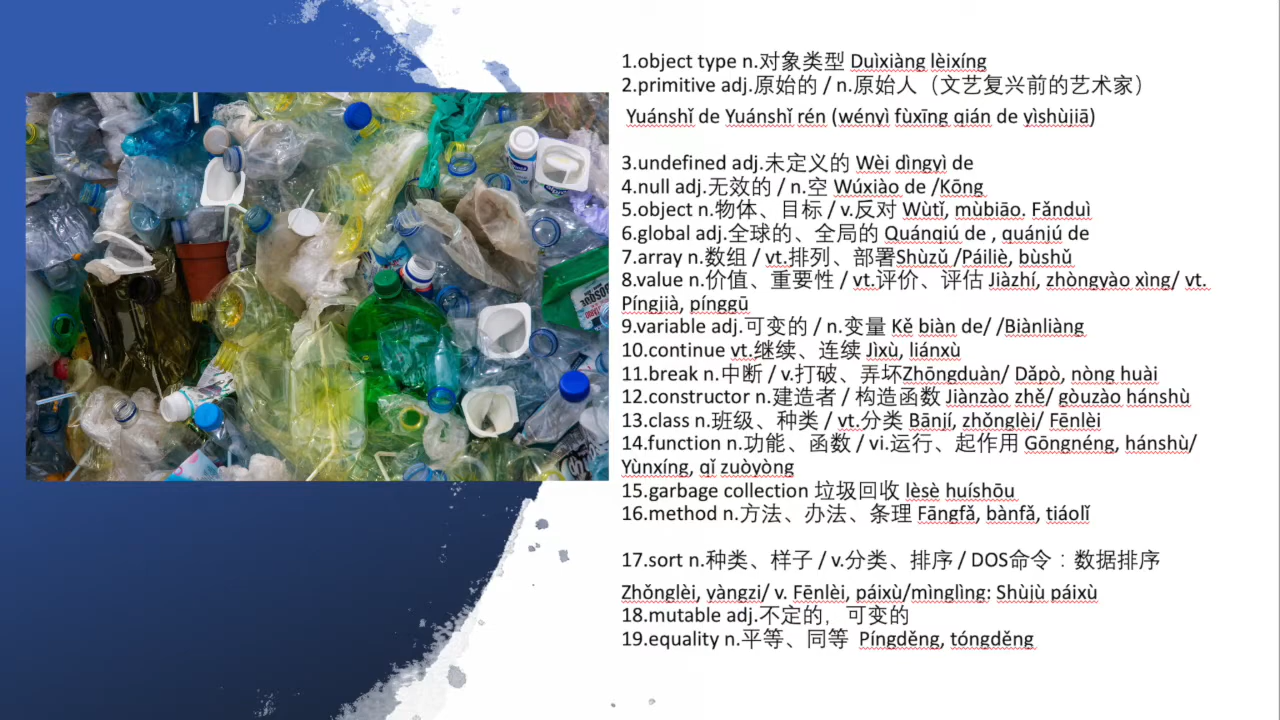 1.object type n.对象类型 Duìxiàng lèixíng
2.primitive adj.原始的 / n.原始人（文艺复兴前的艺术家）
Yuánshǐ de Yuánshǐ rén (wényì fùxīng qián de yìshùjiā)
3.undefined adj.未定义的 Wèi dìngyì de
4.null adj.无效的 / n.空 Wúxiào de /Kōng
5.object n.物体、目标 / v.反对 Wùtǐ, mùbiāo. Fǎnduì
6.global adj.全球的、全局的 Quánqiú de , quánjú de
7.array n.数组 / vt.排列、部署Shùzǔ /Páiliè, bùshǔ
8.value n.价值、重要性 / vt.评价、评估 Jiàzhí, zhòngyào xìng/ vt.
Píngjià, pínggū
9.variable adj.可变的 / n.变量 Kě biàn de/ /Biànliàng
10.continue vt.继续、连续 Jìxù, liánxù
11.break n.中断 / v.打破、弄坏Zhōngduàn/ Dǎpò, nòng huài
12.constructor n.建造者 / 构造函数 Jiànzào zhě/ gòuzào hánshù
13.class n.班级、种类 / vt.分类 Bānjí, zhǒnglèi/ Fēnlèi
14.function n.功能、函数 / vi.运行、起作用 Gōngnéng, hánshù/
Yùnxíng, qǐ zuòyòng
15.garbage collection 垃圾回收 lèsè huíshōu
16.method n.方法、办法、条理 Fāngfǎ, bànfǎ, tiáolǐ
17.sort n.种类、样子 / v.分类、排序 / DOS命令：数据排序
Zhǒnglèi, yàngzi/ v. Fēnlèi, páixù/mìnglìng: Shùjù páixù
18.mutable adj.不定的，可变的
19.equality n.平等、同等 Píngděng, tóngděng